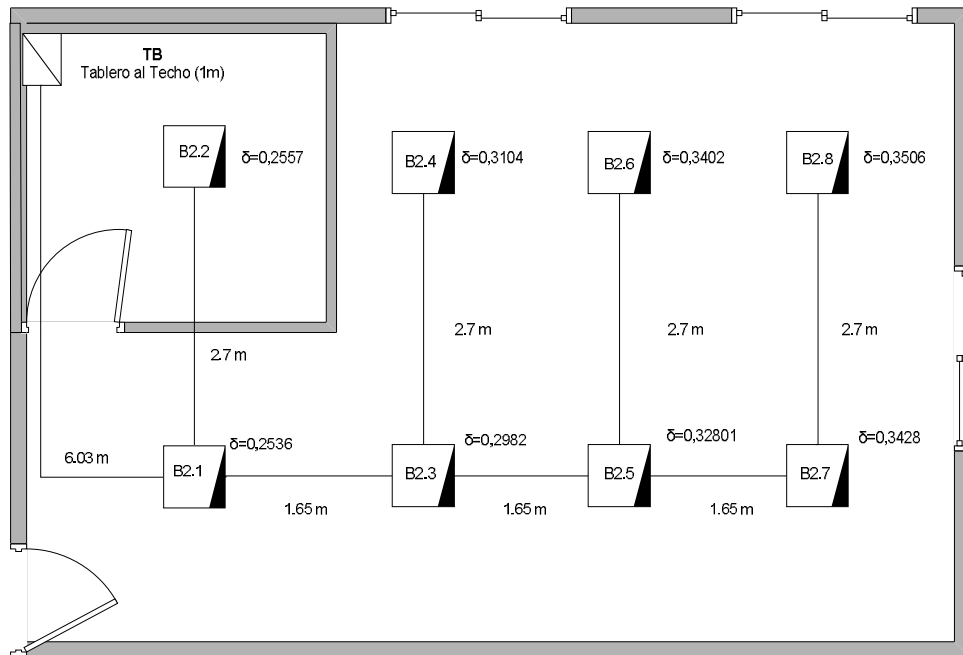 TB
Tablero al Techo (1m)
B2.2
δ=0,2557
B2.4
δ=0,3104
B2.6
δ=0,3402
B2.8
δ=0,3506
2.7 m
2.7 m
2.7 m
2.7 m
B2.1
δ=0,2536
B2.3
δ=0,2982
B2.5
δ=0,32801
B2.7
δ=0,3428
6.03 m
1.65 m
1.65 m
1.65 m